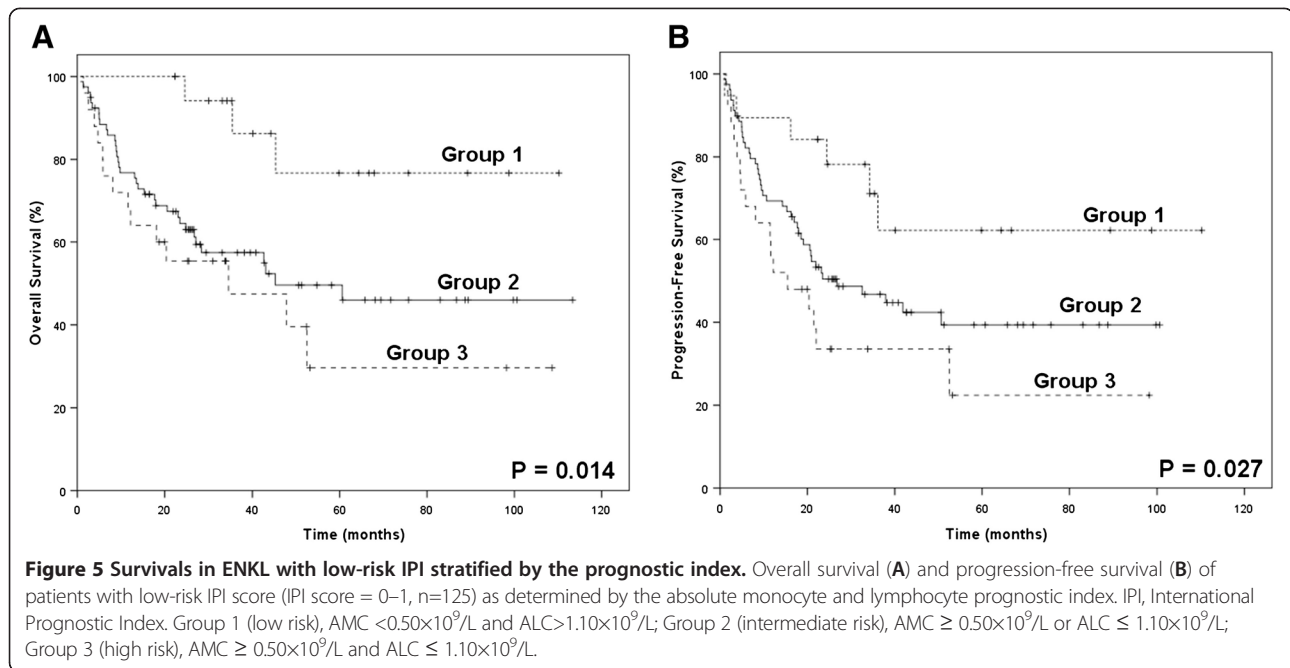 A
B
100
80
60
40
20
0
0 20 40 60 80 100 120
Overall Survival (%)
Time (months)
Group 1
Group 2
Group 3
P = 0.014
100
80
60
40
20
0
0 20 40 60 80 100 120
Progression-Free Survival (%)
Time (months)
Group 1
Group 2
Group 3
P = 0.027
Figure 5 Survivals in ENKL with low-risk IPI stratified by the prognostic index. Overall survival (A) and progression-free survival (B) of
patients with low-risk IPI score (IPI score = 0–1, n=125) as determined by the absolute monocyte and lymphocyte prognostic index. IPI, International
Prognostic Index. Group 1 (low risk), AMC <0.50×10⁹/L and ALC>1.10×10⁹/L; Group 2 (intermediate risk), AMC ≥ 0.50×10⁹/L or ALC ≤ 1.10×10⁹/L;
Group 3 (high risk), AMC ≥ 0.50×10⁹/L and ALC ≤ 1.10×10⁹/L.